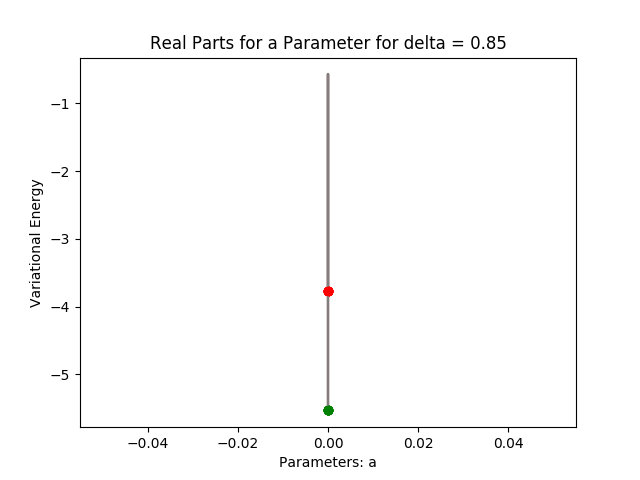 Real Parts for a Parameter for delta = 0.85
−1
−2
−3
−4
−5
Variational Energy
−0.04 −0.02 0.00 0.02 0.04
Parameters: a